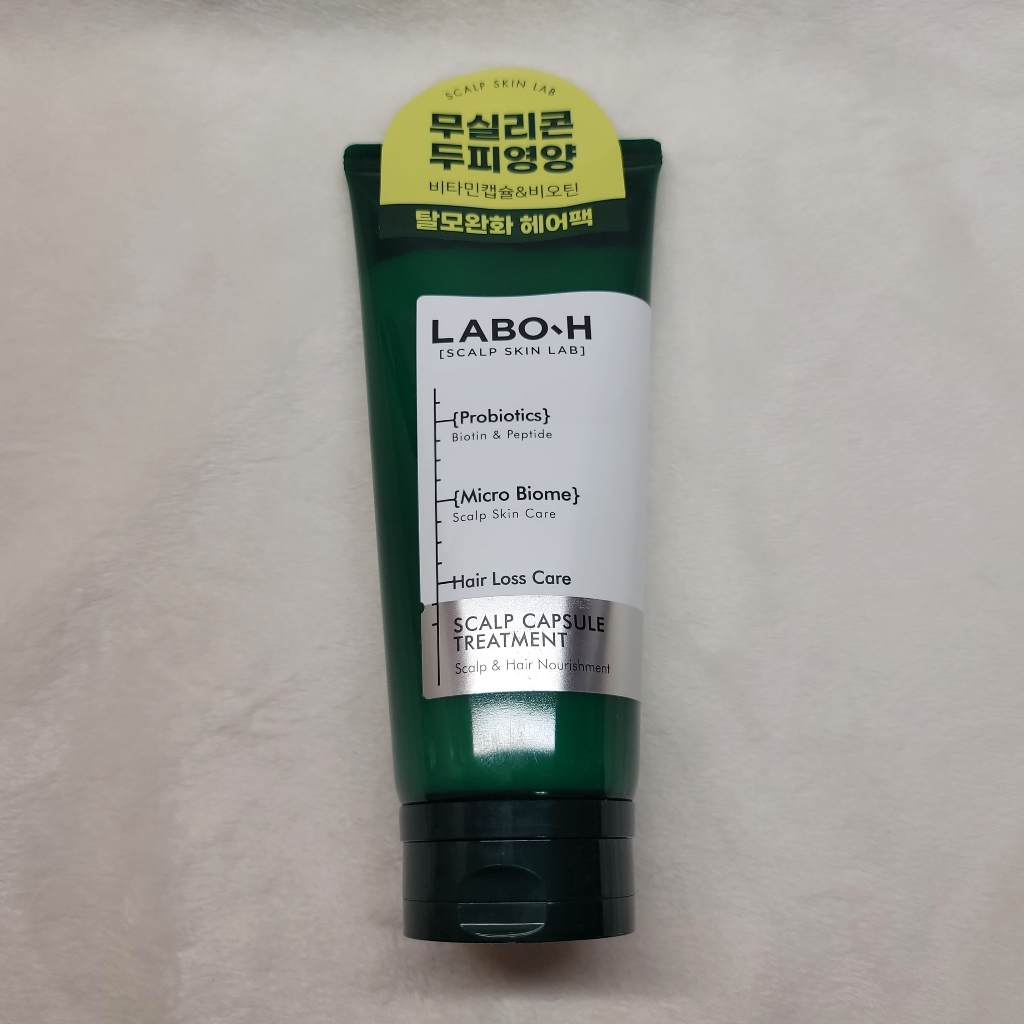 SCALP SKIN LAB
무실리콘
두피영양
비타민캡슐&비오틴
탈모완화 헤어팩
LABO-H
[SCALP SKIN LAB]
{Probiotics}
Biotin & Peptide
{Micro Biome}
Scalp Skin Care
Hair Loss Care
SCALP CAPSULE
TREATMENT
Scalp & Hair Nourishment